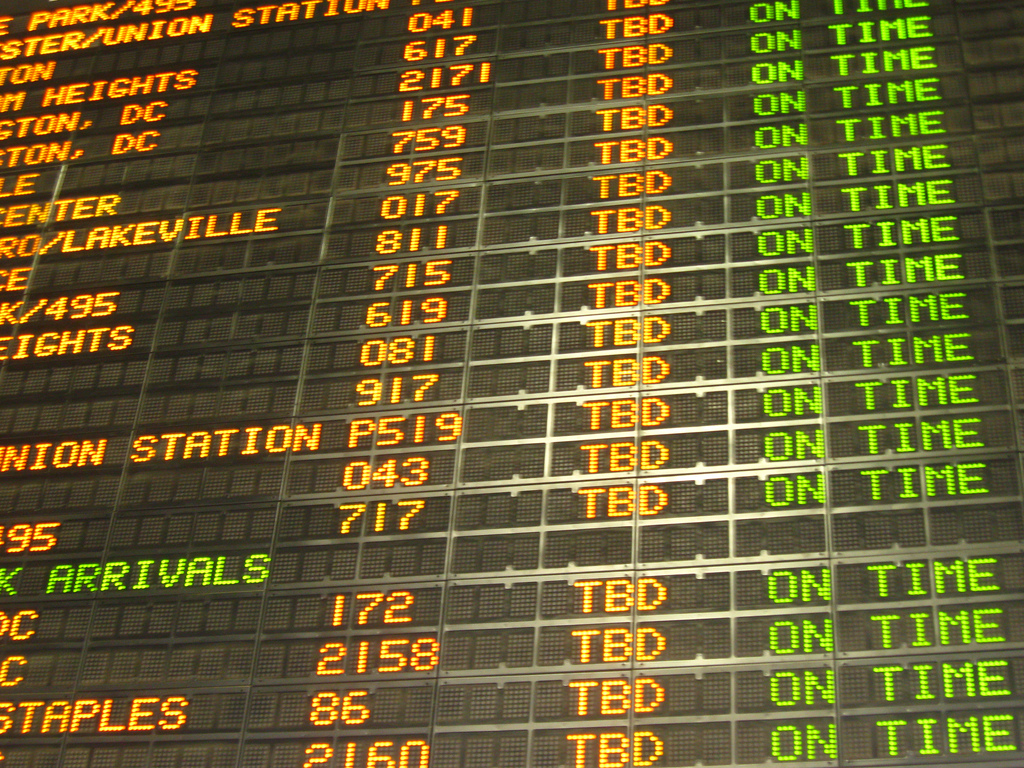 E PARK/495
STER/UNION STATION
TON 041 TBD
OM HEIGHTS 617 TBD ON TIME
STON, DC 2171 TBD ON TIME
STON, DC 175 TBD ON TIME
LE 759 TBD ON TIME
CENTER 975 TBD ON TIME
RO/LAKEVILLE 017 TBD ON TIME
CE 811 TBD ON TIME
K/495 715 TBD ON TIME
EIGHTS 619 TBD ON TIME
081 TBD ON TIME
917 TBD ON TIME
UNION STATION P519 TBD ON TIME
043 TBD ON TIME
495 717 TBD ON TIME
K ARRIVALS
DC 172 TBD ON TIME
C 2158 TBD ON TIME
STAPLES 86 TBD ON TIME
2160 TBD ON TIME